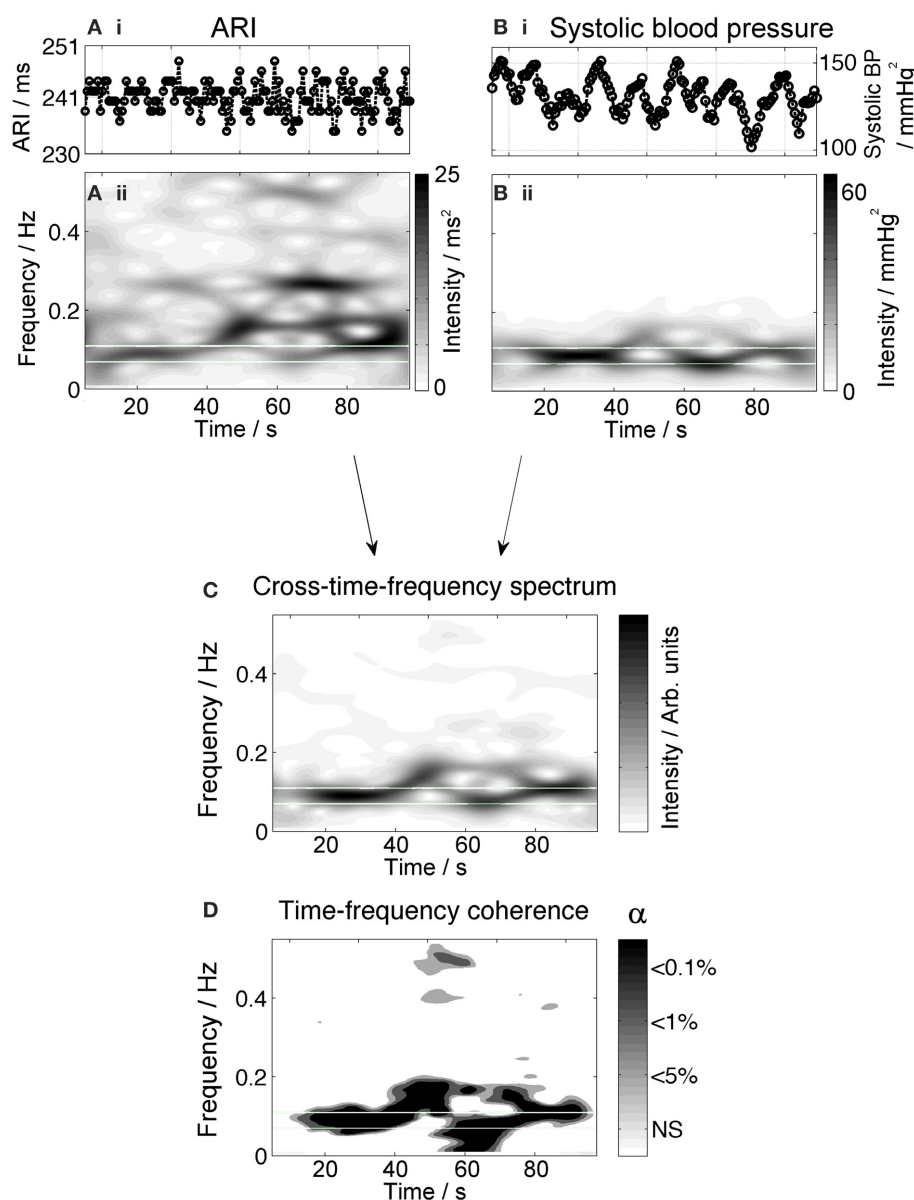 A i
ARI
B i
Systolic blood pressure
251
241
230
ARI / ms
150
100
Systolic BP
/ mmHg²
A ii
0.4
0.2
0
Frequency / Hz
20 40 60 80
Time / s
25
0
Intensity / ms²
B ii
20 40 60 80
Time / s
60
0
Intensity / mmHg²
C
Cross-time-frequency spectrum
0.4
0.2
0
Frequency / Hz
20 40 60 80
Time / s
Intensity / Arb. units
D
Time-frequency coherence
α
0.4
0.2
0
Frequency / Hz
20 40 60 80
Time / s
<0.1%
<1%
<5%
NS